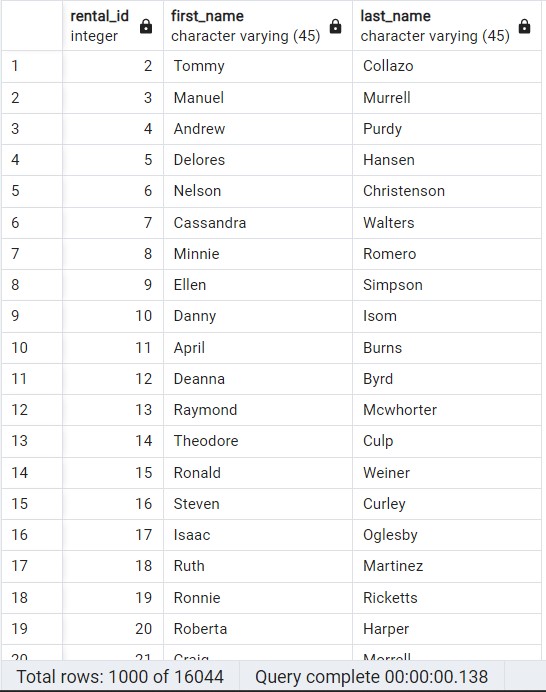 rental_id first_name last_name
integer character varying (45) character varying (45)
1 2 Tommy Collazo
2 3 Manuel Murrell
3 4 Andrew Purdy
4 5 Delores Hansen
5 6 Nelson Christenson
6 7 Cassandra Walters
7 8 Minnie Romero
8 9 Ellen Simpson
9 10 Danny Isom
10 11 April Burns
11 12 Deanna Byrd
12 13 Raymond Mcwhorter
13 14 Theodore Culp
14 15 Ronald Weiner
15 16 Steven Curley
16 17 Isaac Oglesby
17 18 Ruth Martinez
18 19 Ronnie Ricketts
19 20 Roberta Harper
20 21 Craig Morrell
Total rows: 1000 of 16044 Query complete 00:00:00.138